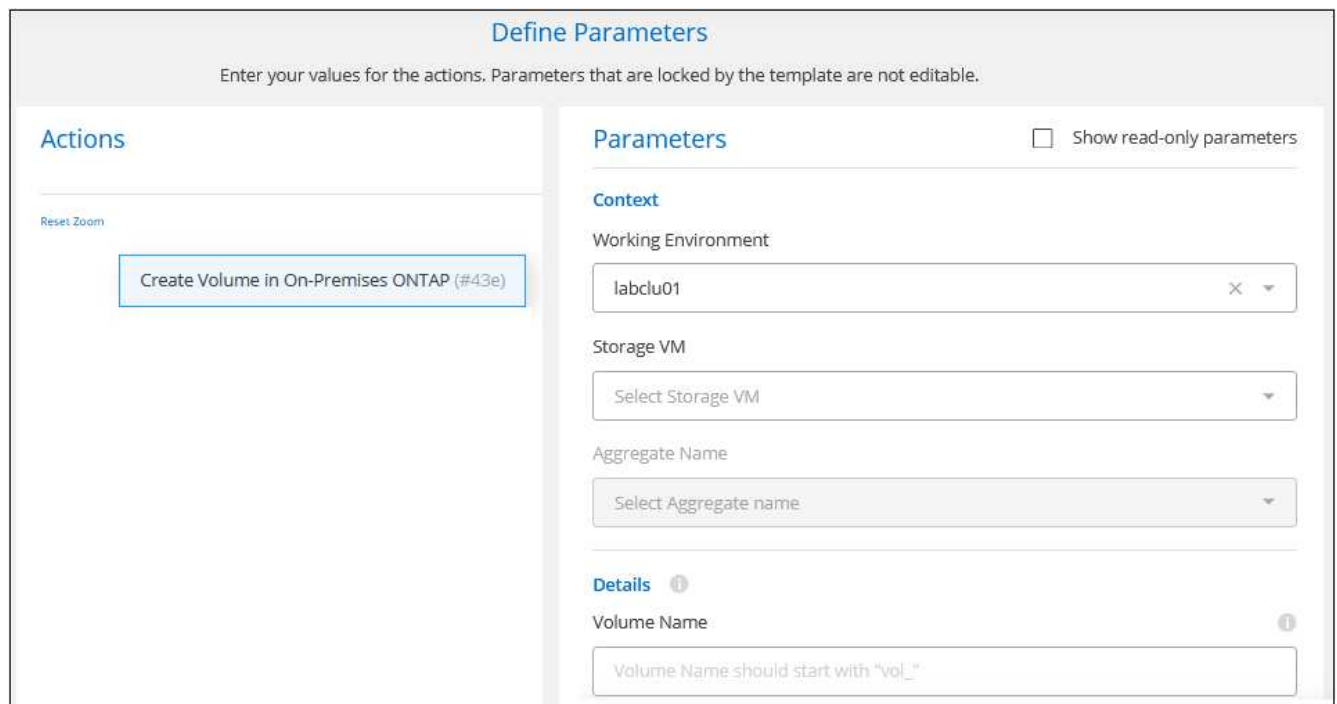 Define Parameters
Enter your values for the actions. Parameters that are locked by the template are not editable.
Actions
Reset Zoom
Create Volume in On-Premises ONTAP (#43e)
Parameters
Show read-only parameters
Context
Working Environment
labclu01
Storage VM
Select Storage VM
Aggregate Name
Select Aggregate name
Details
Volume Name
Volume Name should start with "vol_"